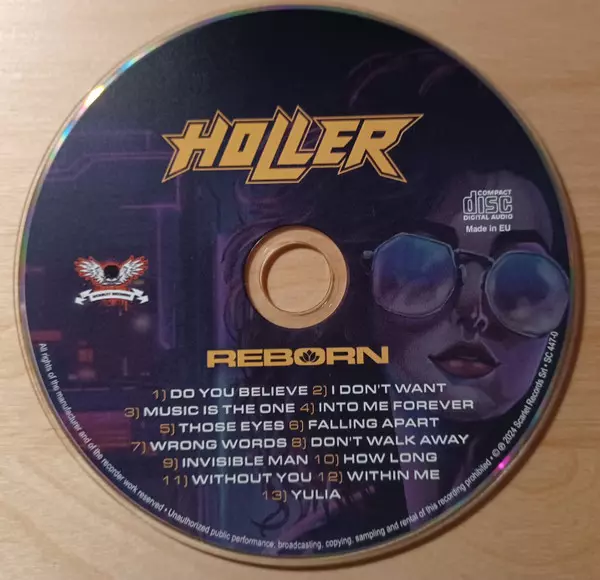 HOLLER
COMPACT
disc
DIGITAL AUDIO
Made in EU
REBORN
1) DO YOU BELIEVE 2) I DON'T WANT
3) MUSIC IS THE ONE 4) INTO ME FOREVER
5) THOSE EYES 6) FALLING APART
7) WRONG WORDS 8) DON'T WALK AWAY
9) INVISIBLE MAN 10) HOW LONG
11) WITHOUT YOU 12) WITHIN ME
13) YULIA
All rights of the manufacturer and of the recorder work reserved • Unauthorized public performance, broadcasting, copying, sampling and rental of this recording prohibited • © ℗ 2024 Scarlet Records Srl • SC 447-0